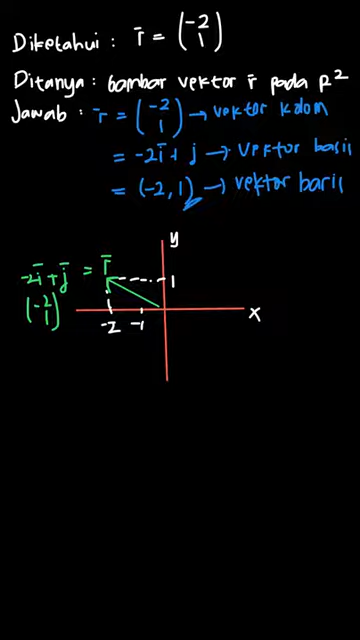 Diketahui : r̄ = (-2 1)
Ditanya : Gambar vektor r̄ pada R²
Jawab : r̄ = (-2 1) → vektor kolom
= -2ī + j → vektor basis
= (-2, 1) → vektor baris
y
-2ī + j̄ = r̄
(-2 1)
1
-2 -1
x